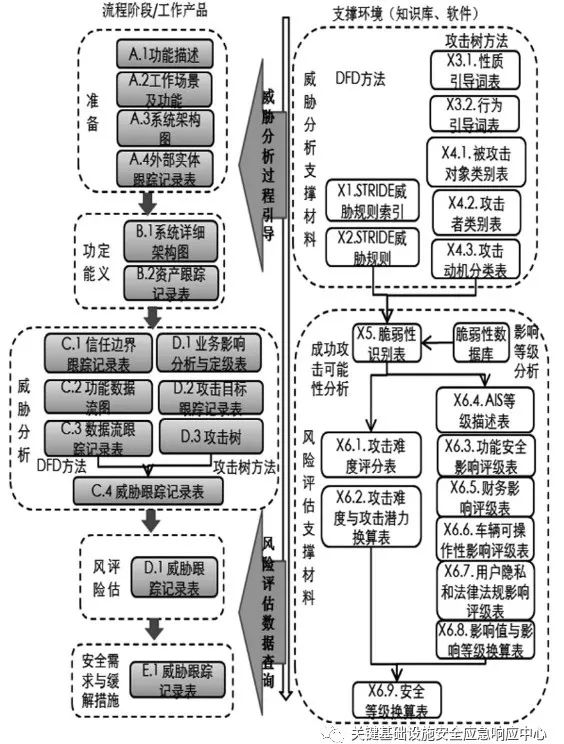 流程阶段/工作产品
准
备
A.1功能描述
A.2工作场景
及功能
A.3系统架构
图
A.4外部实体
跟踪记录表
功定
能义
B.1系统详细
架构图
B.2资产跟踪
记录表
威
胁
分
析
C.1信任边界
跟踪记录表
D.1业务影响
分析与定级表
C.2功能数据
流图
D.2攻击目标
跟踪记录表
C.3数据流跟
踪记录表
D.3攻击树
DFD方法
攻击树方法
C.4威胁跟踪记录表
风评
险估
D.1威胁跟
踪记录表
安全需
求与缓
解措施
E.1威胁跟
踪记录表
威
胁
分
析
过
程
引
导
风
险
评
估
数
据
查
询
支撑环境（知识库、软件）
威
胁
分
析
支
撑
材
料
DFD方法
攻击树方法
X3.1.性质
引导词表
X3.2.行为
引导词表
X4.1.被攻击
对象类别表
X4.2.攻击
者类别表
X4.3.攻击
动机分类表
X1.STRIDE威
胁规则索引
X2.STRIDE威
胁规则
X5.脆弱性
识别表
脆弱性数
据库
成功攻
击可能
性分析
影响
等级
分析
风
险
评
估
支
撑
材
料
X6.1.攻击难
度评分表
X6.2.攻击难
度与攻击潜力
换算表
X6.4.AIS等
级描述表
X6.3.功能安全
影响评级表
X6.5.财务影
响评级表
X6.6.车辆可
操作性影响评级表
X6.7.用户隐私
和法律法规影响
评级表
X6.8.影响值与影
响等级换算表
X6.9.安全
等级换算表
关键基础设施安全应急响应中心